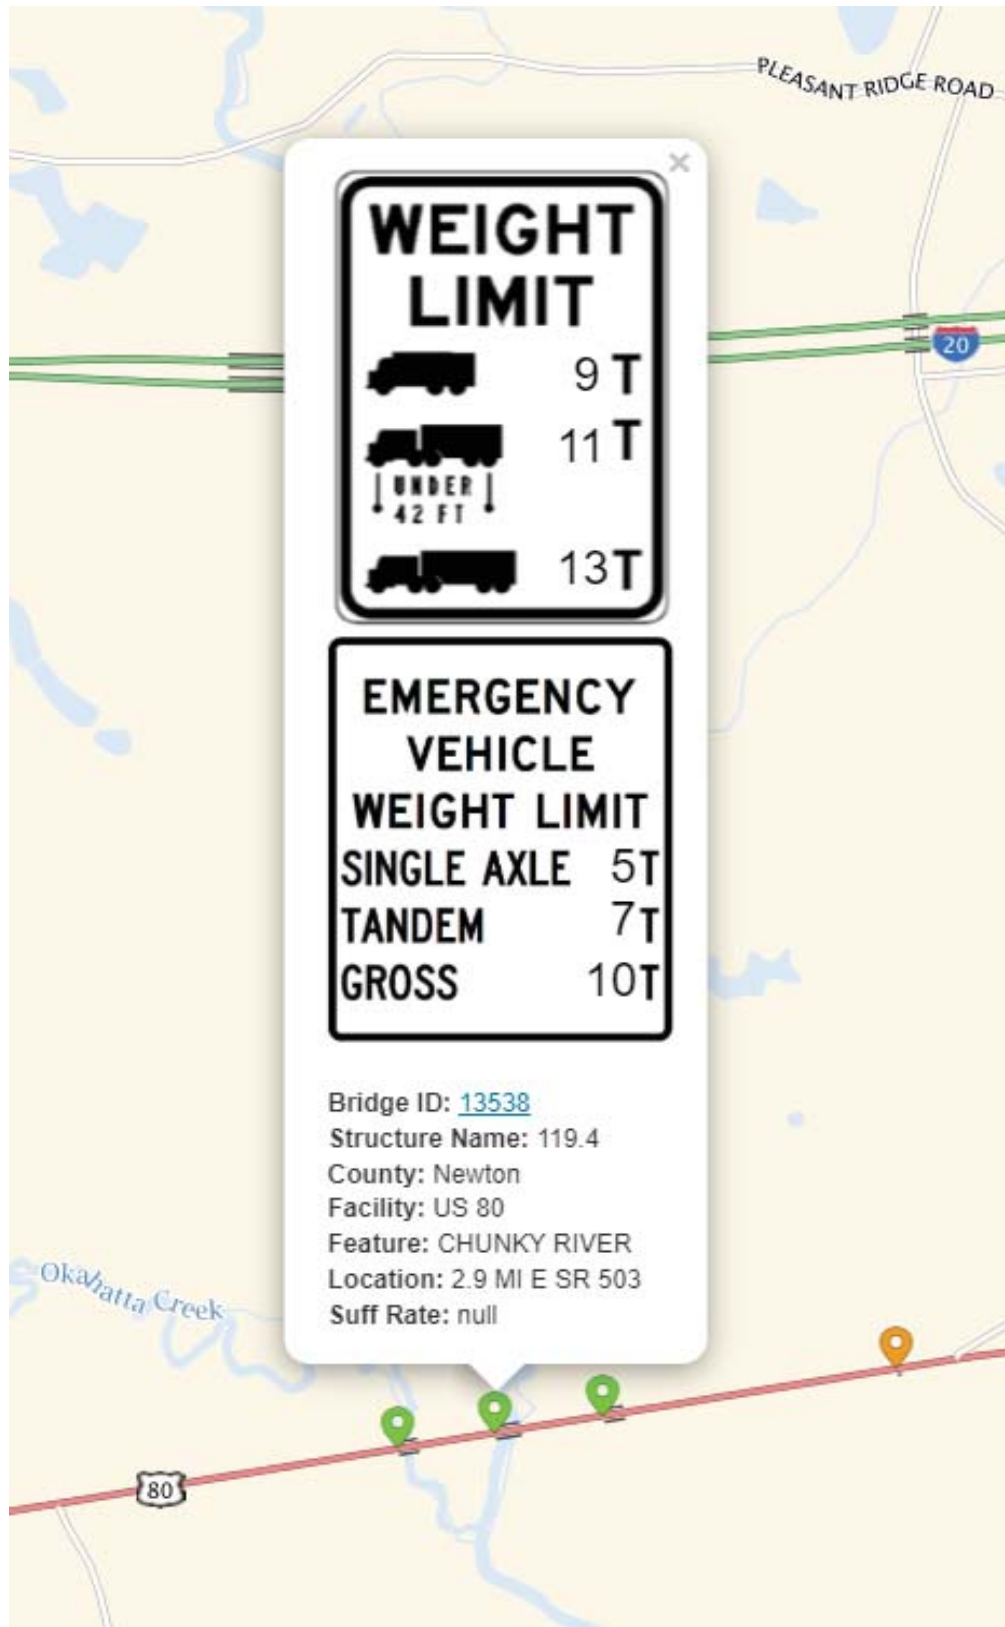 PLEASANT RIDGE ROAD
×
WEIGHT
LIMIT
9 T
11 T
UNDER
42 FT
13T
20
EMERGENCY
VEHICLE
WEIGHT LIMIT
SINGLE AXLE 5T
TANDEM 7T
GROSS 10T
Bridge ID: 13538
Structure Name: 119.4
County: Newton
Facility: US 80
Feature: CHUNKY RIVER
Location: 2.9 MI E SR 503
Suff Rate: null
Okahatta Creek
80